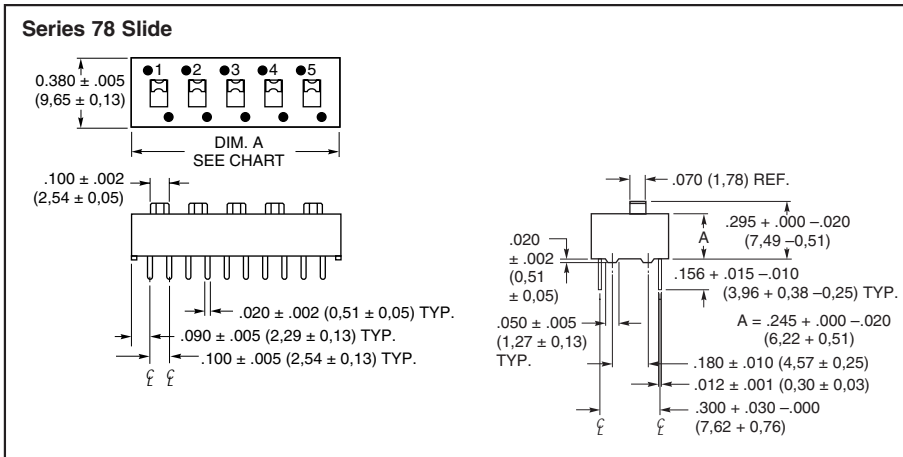 Series 78 Slide
1 2 3 4 5
0.380 ± .005
(9,65 ± 0,13)
DIM. A
SEE CHART
.100 ± .002
(2,54 ± 0,05)
.020 ± .002 (0,51 ± 0,05) TYP.
.090 ± .005 (2,29 ± 0,13) TYP.
.100 ± .005 (2,54 ± 0,13) TYP.
℄ ℄
.070 (1,78) REF.
A
.295 + .000 –.020
(7,49 –0,51)
.020
± .002
(0,51
± 0,05)
.156 + .015 –.010
(3,96 + 0,38 –0,25) TYP.
.050 ± .005
(1,27 ± 0,13)
TYP.
A = .245 + .000 –.020
(6,22 + 0,51)
.180 ± .010 (4,57 ± 0,25)
.012 ± .001 (0,30 ± 0,03)
.300 + .030 –.000
(7,62 + 0,76)
℄ ℄